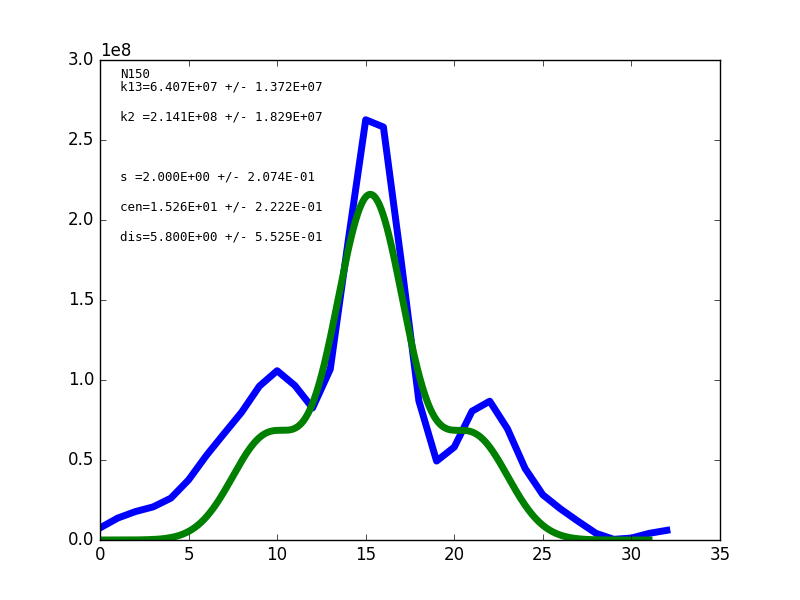 1e8
N150
k13=6.407E+07 +/- 1.372E+07
k2 =2.141E+08 +/- 1.829E+07
s =2.000E+00 +/- 2.074E-01
cen=1.526E+01 +/- 2.222E-01
dis=5.800E+00 +/- 5.525E-01
3.0
2.5
2.0
1.5
1.0
0.5
0.0
0 5 10 15 20 25 30 35